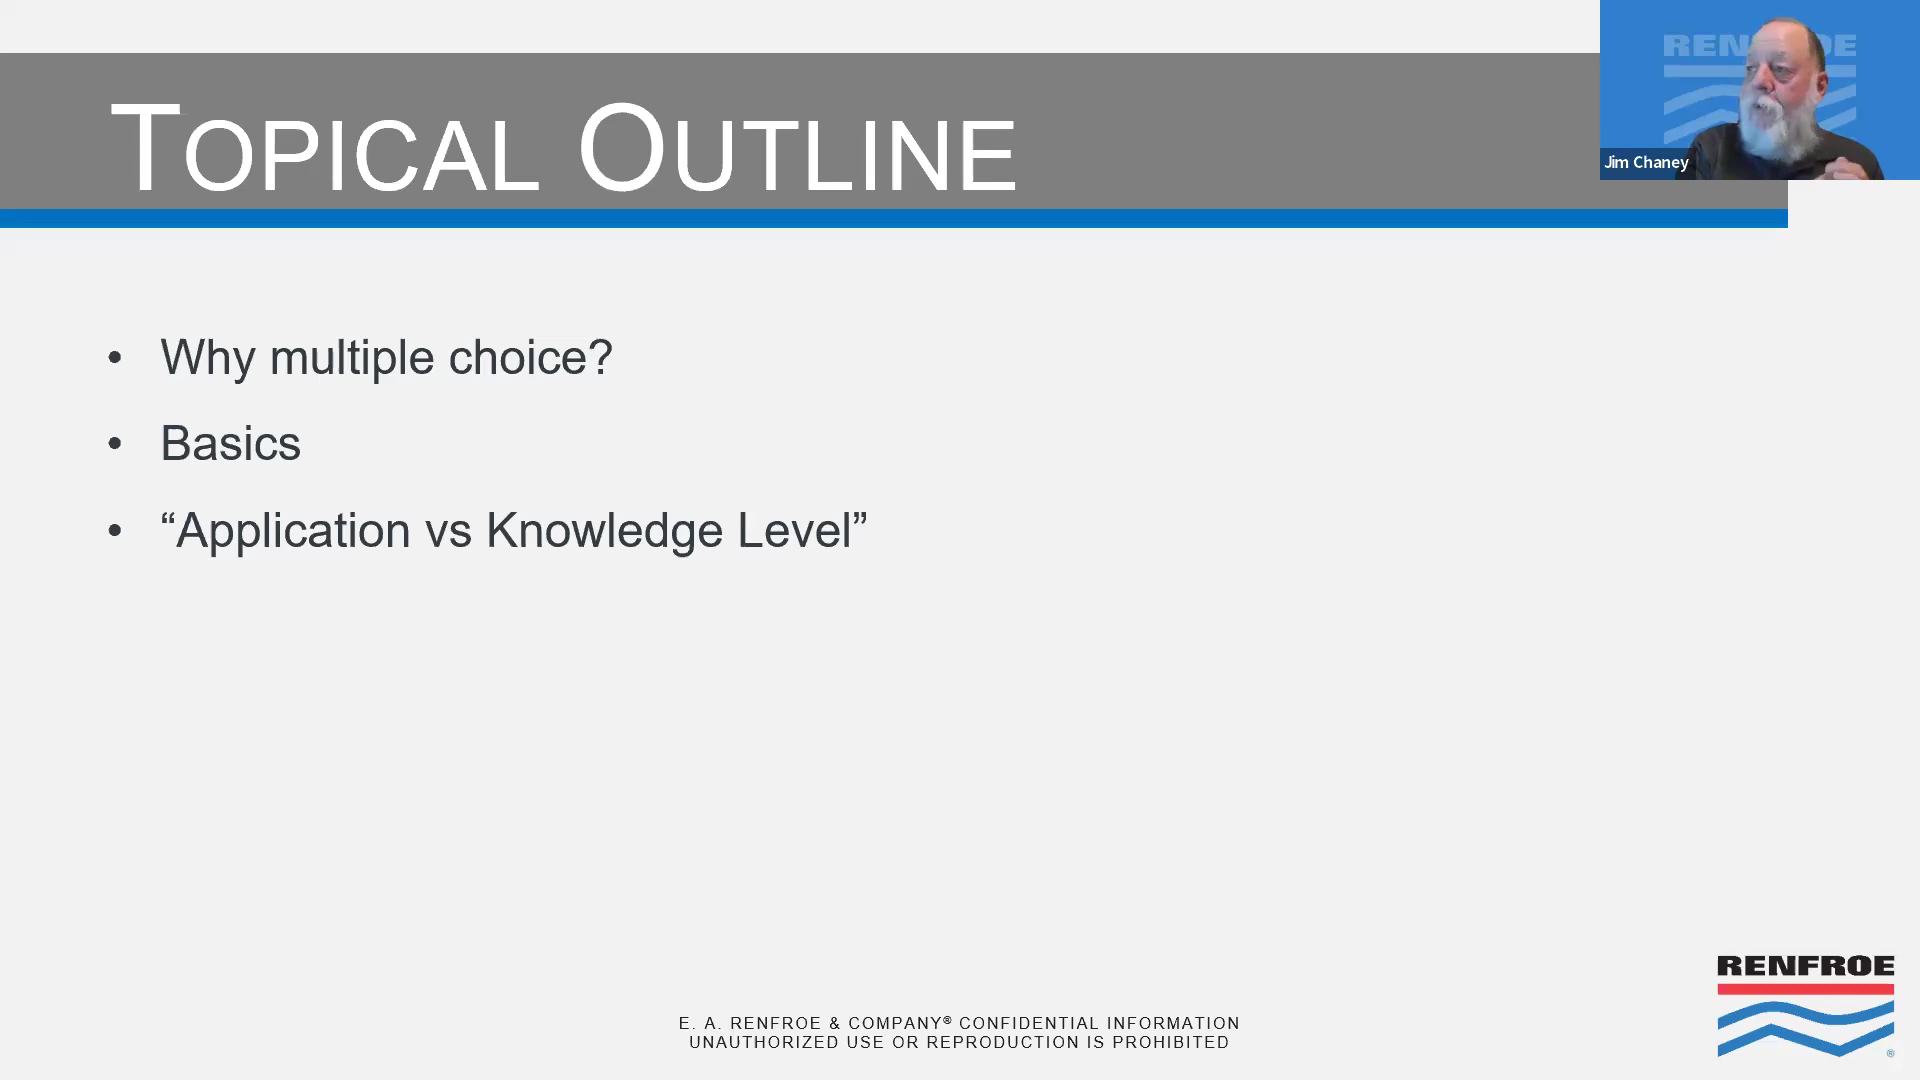 TOPICAL OUTLINE
RENFROE
Jim Chaney
• Why multiple choice?
• Basics
• “Application vs Knowledge Level”
RENFROE
®
E. A. RENFROE & COMPANY® CONFIDENTIAL INFORMATION
UNAUTHORIZED USE OR REPRODUCTION IS PROHIBITED